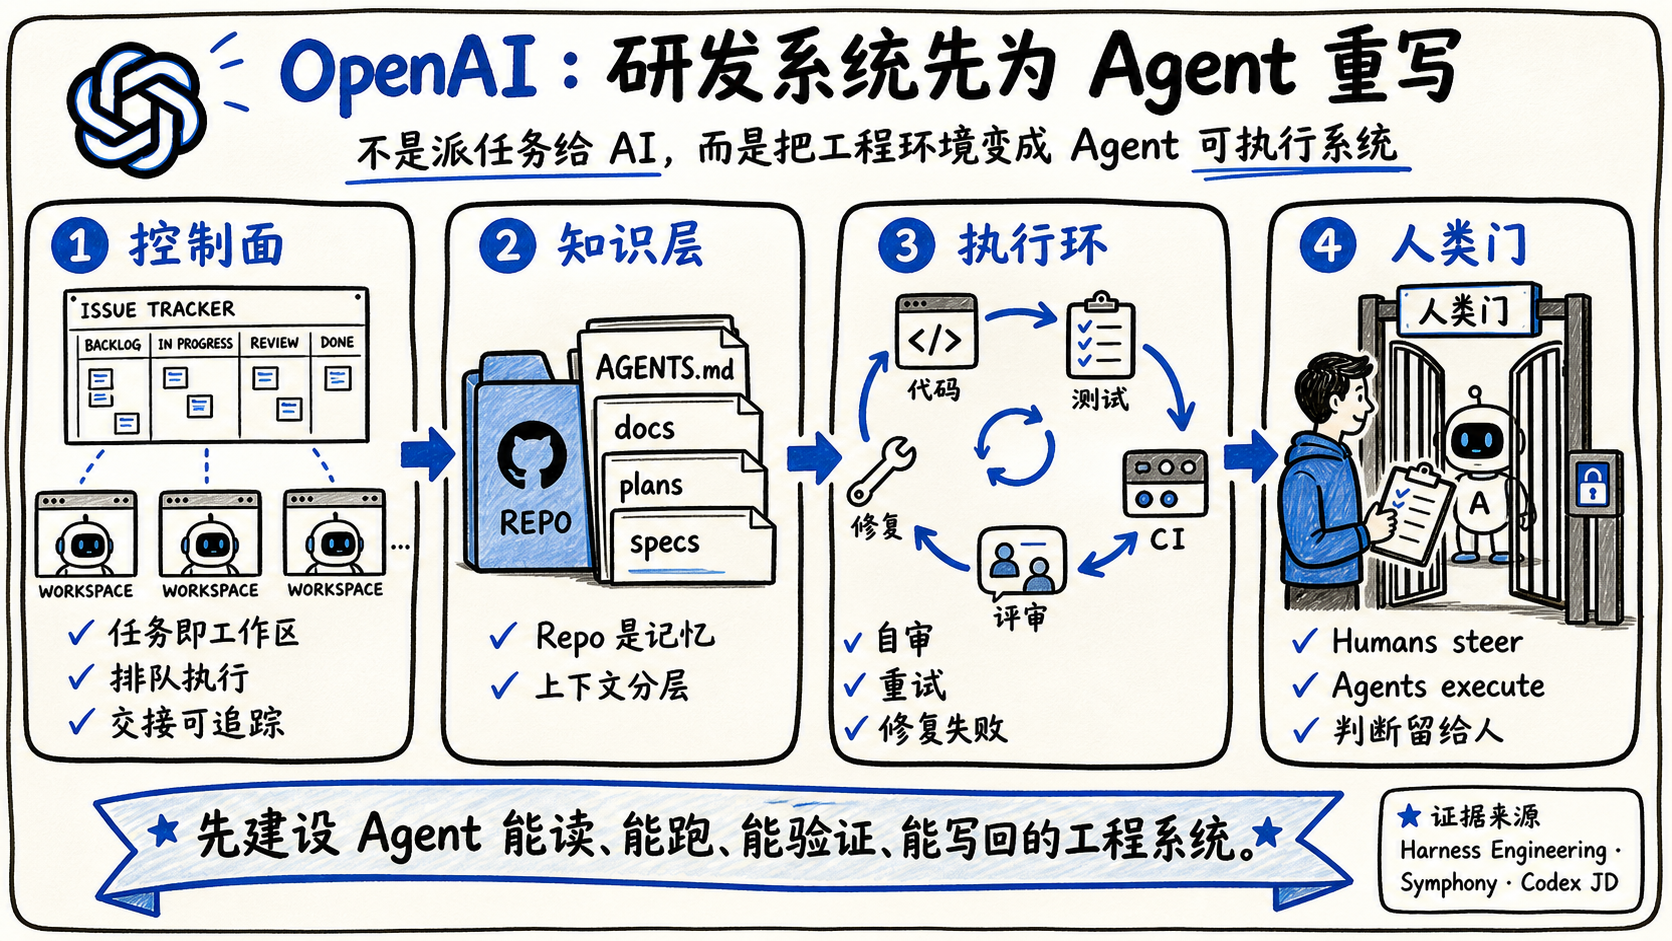 OpenAI：研发系统先为 Agent 重写
不是派任务给 AI，而是把工程环境变成 Agent 可执行系统
1 控制面
ISSUE TRACKER
BACKLOG IN PROGRESS REVIEW DONE
WORKSPACE WORKSPACE WORKSPACE ...
✓ 任务即工作区
✓ 排队执行
✓ 交接可追踪
2 知识层
REPO
AGENTS.md
docs
plans
specs
✓ Repo 是记忆
✓ 上下文分层
3 执行环
</>
代码
测试
CI
评审
修复
✓ 自审
✓ 重试
✓ 修复失败
4 人类门
人类门
A
✓ Humans steer
✓ Agents execute
✓ 判断留给人
★ 先建设 Agent 能读、能跑、能验证、能写回的工程系统。★
★ 证据来源
Harness Engineering ·
Symphony · Codex JD